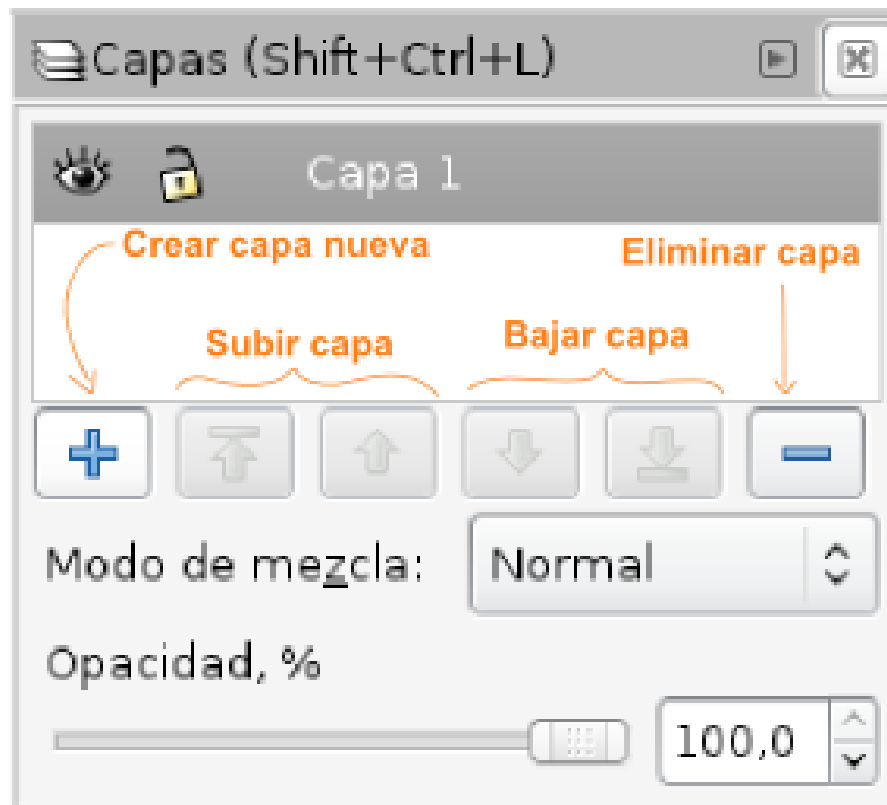 Capas (Shift+Ctrl+L)
Capa 1
Crear capa nueva
Eliminar capa
Subir capa
Bajar capa
Modo de mezcla:
Normal
Opacidad, %
100,0